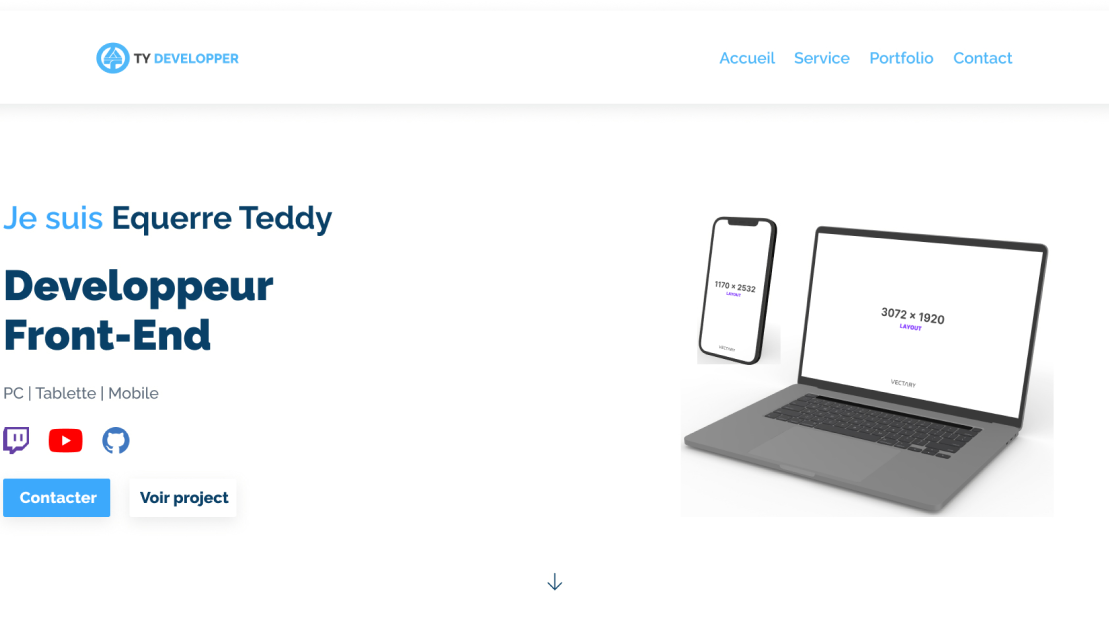 TY DEVELOPPER
Accueil Service Portfolio Contact
Je suis Equerre Teddy
Developpeur
Front-End
PC | Tablette | Mobile
Contacter Voir project
1170 × 2532
LAYOUT
VECTARY
3072 × 1920
LAYOUT
VECTARY